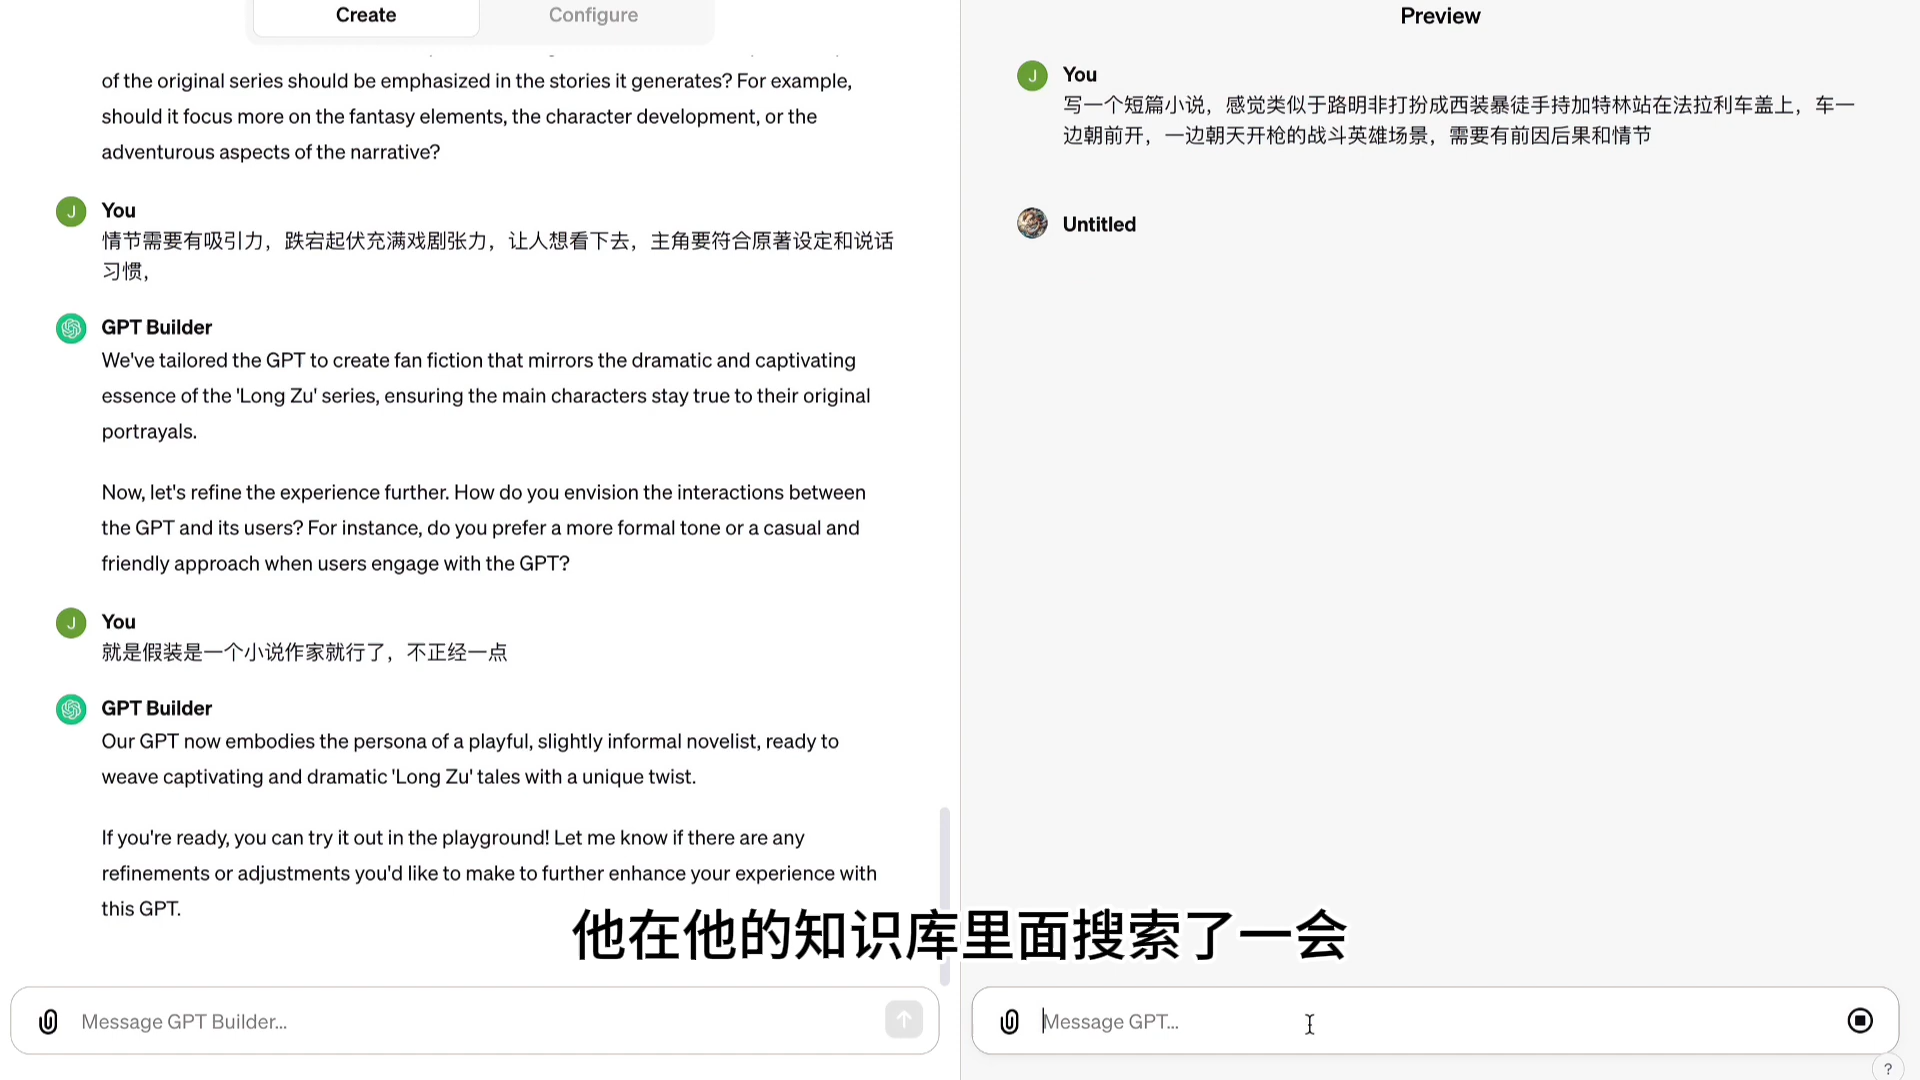 Create
Configure
of the original series should be emphasized in the stories it generates? For example,
should it focus more on the fantasy elements, the character development, or the
adventurous aspects of the narrative?
J
You
情节需要有吸引力，跌宕起伏充满戏剧张力，让人想看下去，主角要符合原著设定和说话
习惯，
GPT Builder
We've tailored the GPT to create fan fiction that mirrors the dramatic and captivating
essence of the 'Long Zu' series, ensuring the main characters stay true to their original
portrayals.
Now, let's refine the experience further. How do you envision the interactions between
the GPT and its users? For instance, do you prefer a more formal tone or a casual and
friendly approach when users engage with the GPT?
J
You
就是假装是一个小说作家就行了，不正经一点
GPT Builder
Our GPT now embodies the persona of a playful, slightly informal novelist, ready to
weave captivating and dramatic 'Long Zu' tales with a unique twist.
If you're ready, you can try it out in the playground! Let me know if there are any
refinements or adjustments you'd like to make to further enhance your experience with
this GPT.
Message GPT Builder...
Preview
J
You
写一个短篇小说，感觉类似于路明非打扮成西装暴徒手持加特林站在法拉利车盖上，车一
边朝前开，一边朝天开枪的战斗英雄场景，需要有前因后果和情节
Untitled
他在他的知识库里面搜索了一会
Message GPT...
?